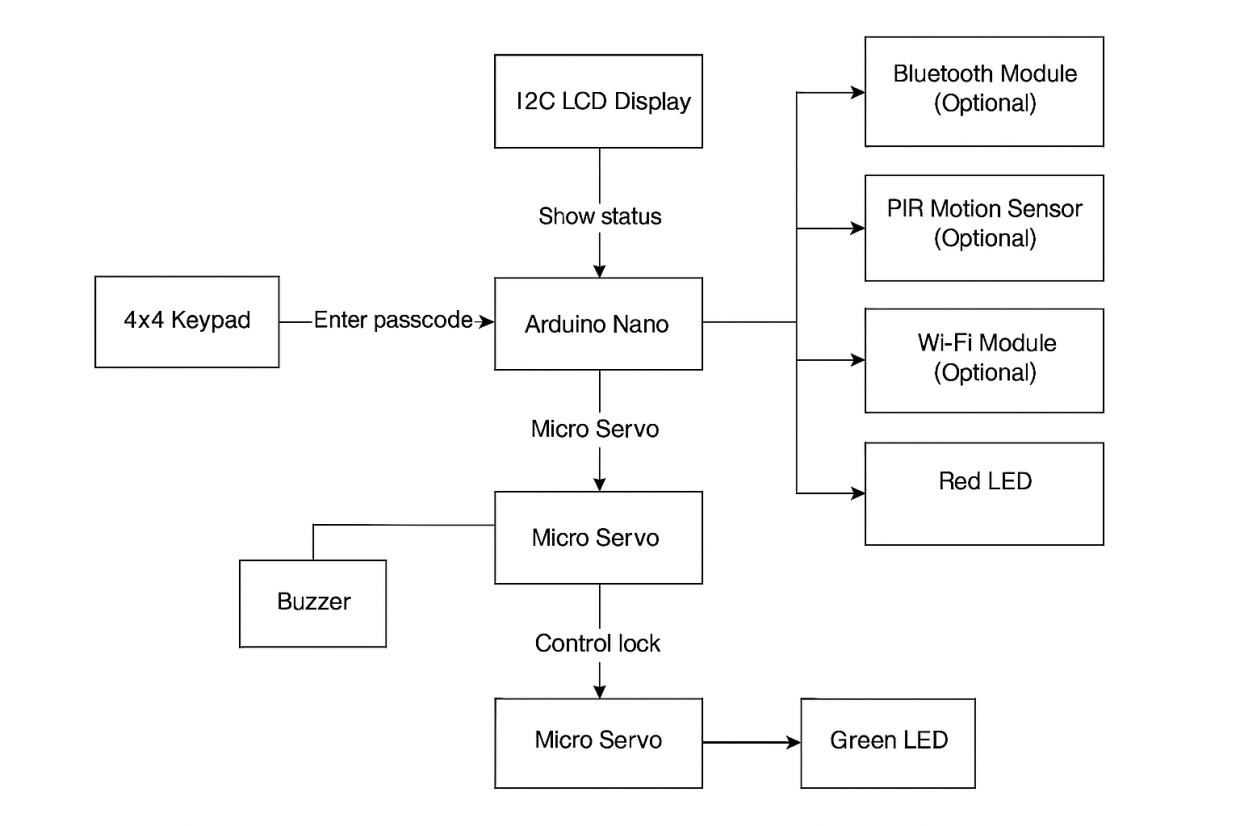 I2C LCD Display
Bluetooth Module
(Optional)
Show status
PIR Motion Sensor
(Optional)
4x4 Keypad
Enter passcode
Arduino Nano
Wi-Fi Module
(Optional)
Micro Servo
Red LED
Micro Servo
Buzzer
Control lock
Micro Servo
Green LED